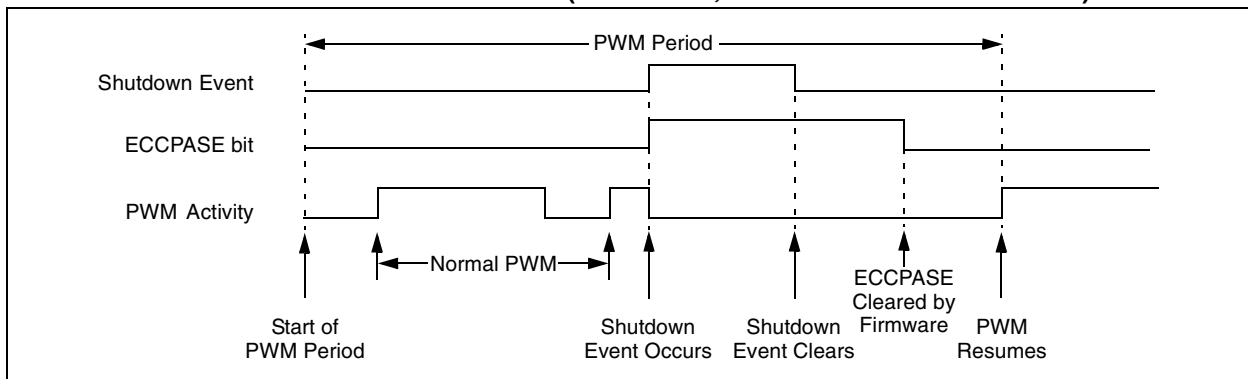 PWM Period
Shutdown Event
ECCPASE bit
PWM Activity
Normal PWM
Start of
PWM Period
Shutdown
Event Occurs
Shutdown
Event Clears
ECCPASE
Cleared by
Firmware
PWM
Resumes